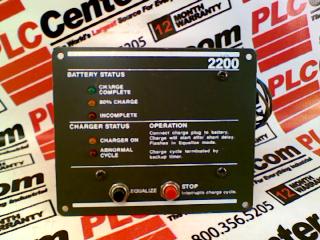 PLCCenter
12 MONTH WARRANTY
2200
BATTERY STATUS
CHARGE COMPLETE
80% CHARGE
INCOMPLETE
CHARGER STATUS
CHARGER ON
ABNORMAL CYCLE
OPERATION
Connect charge plug to battery.
Charger will start after short delay.
Flashes in Equalize mode.
Charge cycle terminated by
backup timer.
EQUALIZE
STOP
Interrupts charge cycle.
1.800.356.5205